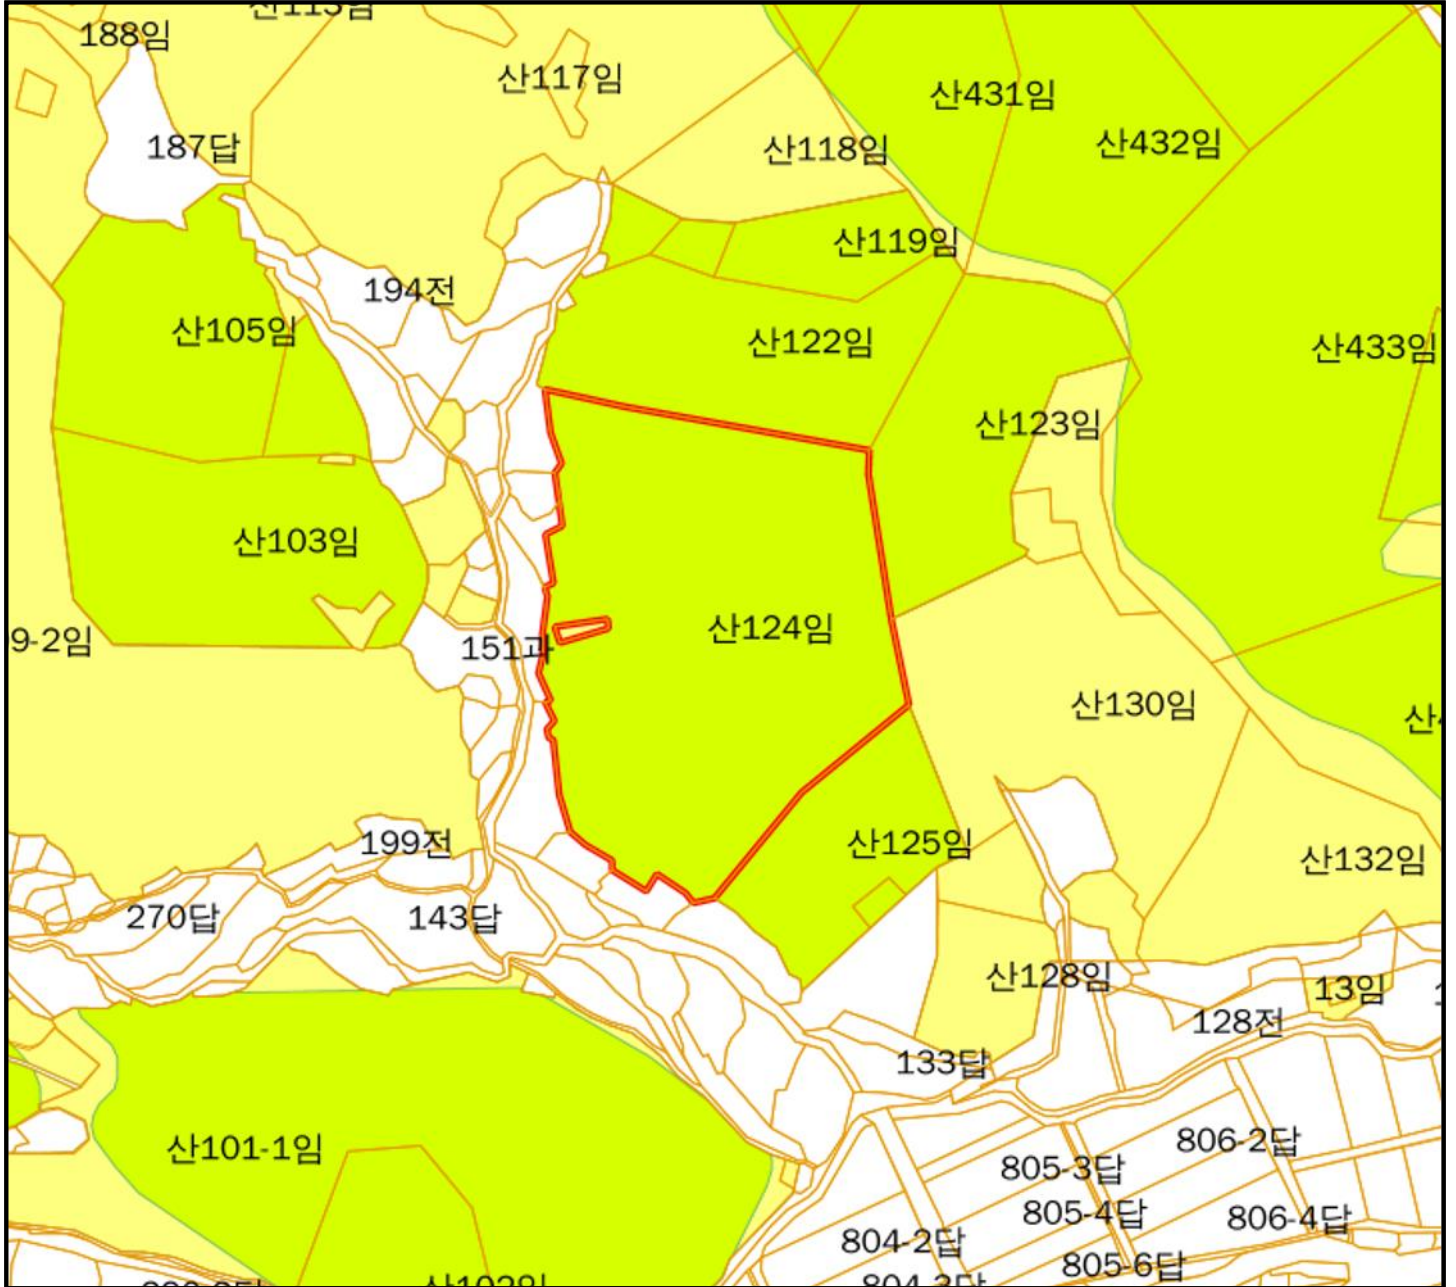 산113임
188임
산117임
산431임
187답
산118임
산432임
산119임
194전
산105임
산122임
산433임
산123임
산103임
산124임
9-2임
151과
산130임
199전
산125임
산132임
270답
143답
산128임
13임
128전
133답
산101-1임
806-2답
805-3답
805-4답
806-4답
804-2답
805-6답